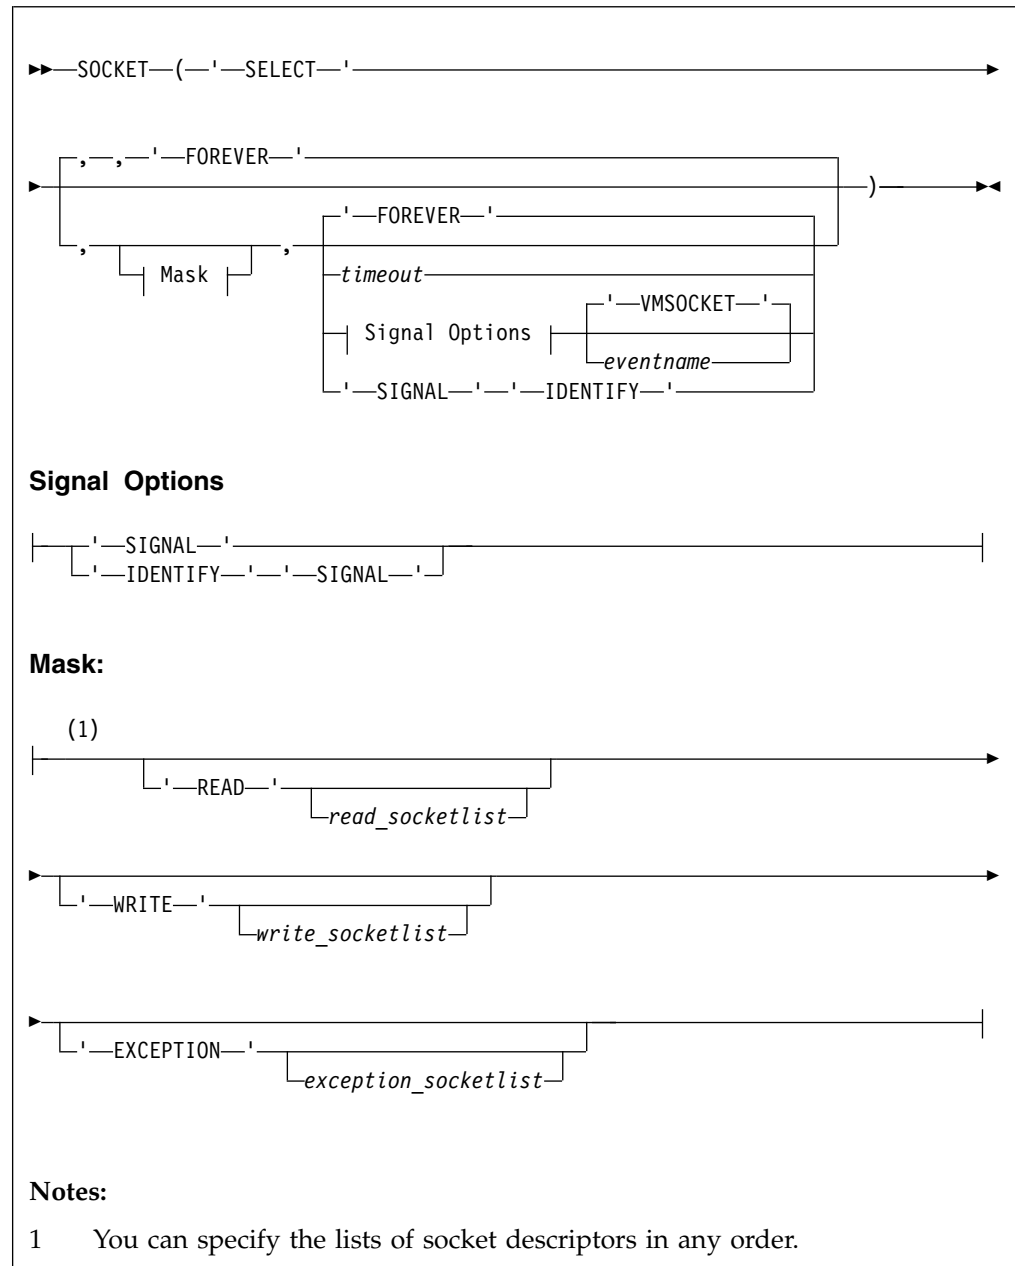 SOCKET ( ' SELECT '
, , ' FOREVER '
)
' FOREVER '
, Mask ,
timeout
' VMSOCKET '
Signal Options
eventname
' SIGNAL ' ' IDENTIFY '
Signal Options
' SIGNAL '
' IDENTIFY ' ' SIGNAL '
Mask:
(1)
' READ '
read_socketlist
' WRITE '
write_socketlist
' EXCEPTION '
exception_socketlist
Notes:
1 You can specify the lists of socket descriptors in any order.